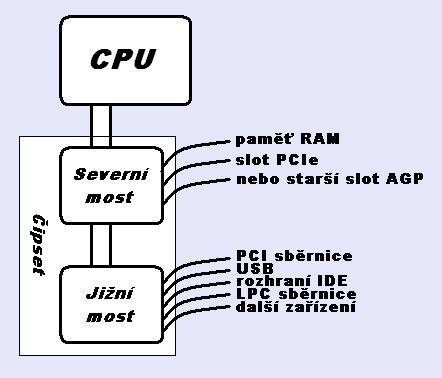 CPU
Severní
most
paměť RAM
slot PCIe
nebo starší slot AGP
Čipset
Jižní
most
PCI sběrnice
USB
rozhraní IDE
LPC sběrnice
další zařízení